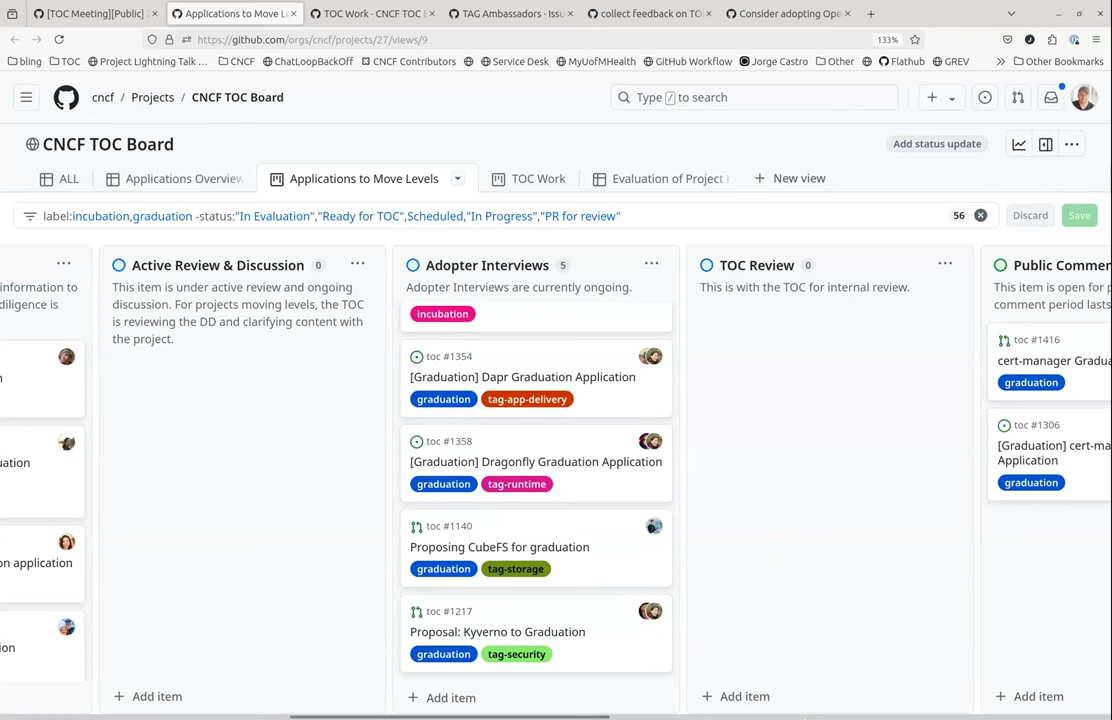 [TOC Meeting][Public]
Applications to Move L
TOC Work · CNCF TOC
TAG Ambassadors · Iss
collect feedback on TO
Consider adopting Ope
https://github.com/orgs/cncf/projects/27/views/9
133%
bling
TOC
Project Lightning Talk ...
CNCF
ChatLoopBackOff
CNCF Contributors
Service Desk
MyUofMHealth
GitHub Workflow
Jorge Castro
Other
Flathub
GREV
Other Bookmarks
cncf / Projects / CNCF TOC Board
Type / to search
CNCF TOC Board
Add status update
ALL
Applications Overview
Applications to Move Levels
TOC Work
Evaluation of Project
New view
label:incubation,graduation -status:"In Evaluation","Ready for TOC",Scheduled,"In Progress","PR for review"
56
Discard
Save
information to
diligence is
uation
on application
ion
Active Review & Discussion 0
This item is under active review and ongoing
discussion. For projects moving levels, the TOC
is reviewing the DD and clarifying content with
the project.
+ Add item
Adopter Interviews 5
Adopter Interviews are currently ongoing.
incubation
toc #1354
[Graduation] Dapr Graduation Application
graduation tag-app-delivery
toc #1358
[Graduation] Dragonfly Graduation Application
graduation tag-runtime
toc #1140
Proposing CubeFS for graduation
graduation tag-storage
toc #1217
Proposal: Kyverno to Graduation
graduation tag-security
+ Add item
TOC Review 0
This is with the TOC for internal review.
+ Add item
Public Commen
This item is open for p
comment period lasts
toc #1416
cert-manager Gradua
graduation
toc #1306
[Graduation] cert-ma
Application
graduation
+ Add item